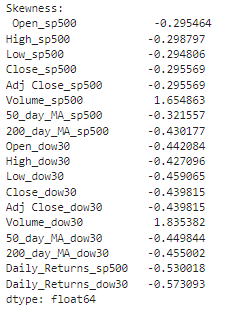 Skewness:
Open_sp500 -0.295464
High_sp500 -0.298797
Low_sp500 -0.294806
Close_sp500 -0.295569
Adj Close_sp500 -0.295569
Volume_sp500 1.654863
50_day_MA_sp500 -0.321557
200_day_MA_sp500 -0.430177
Open_dow30 -0.442084
High_dow30 -0.427096
Low_dow30 -0.459065
Close_dow30 -0.439815
Adj Close_dow30 -0.439815
Volume_dow30 1.835382
50_day_MA_dow30 -0.449844
200_day_MA_dow30 -0.455002
Daily_Returns_sp500 -0.530018
Daily_Returns_dow30 -0.573093
dtype: float64